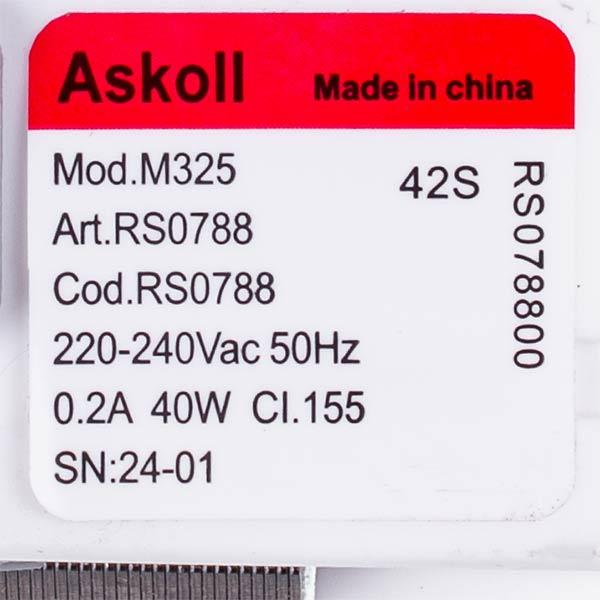 Askoll Made in china
Mod.M325
42S
Art.RS0788
Cod.RS0788
220-240Vac 50Hz
0.2A 40W Cl.155
SN:24-01
RS078800